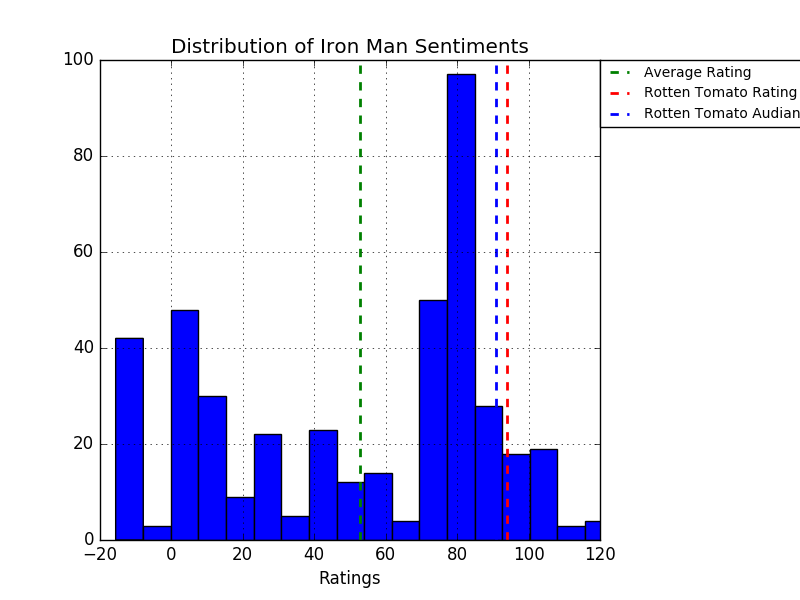 Distribution of Iron Man Sentiments
100
80
60
40
20
0
−20 0 20 40 60 80 100 120
Ratings
Average Rating
Rotten Tomato Rating
Rotten Tomato Audian